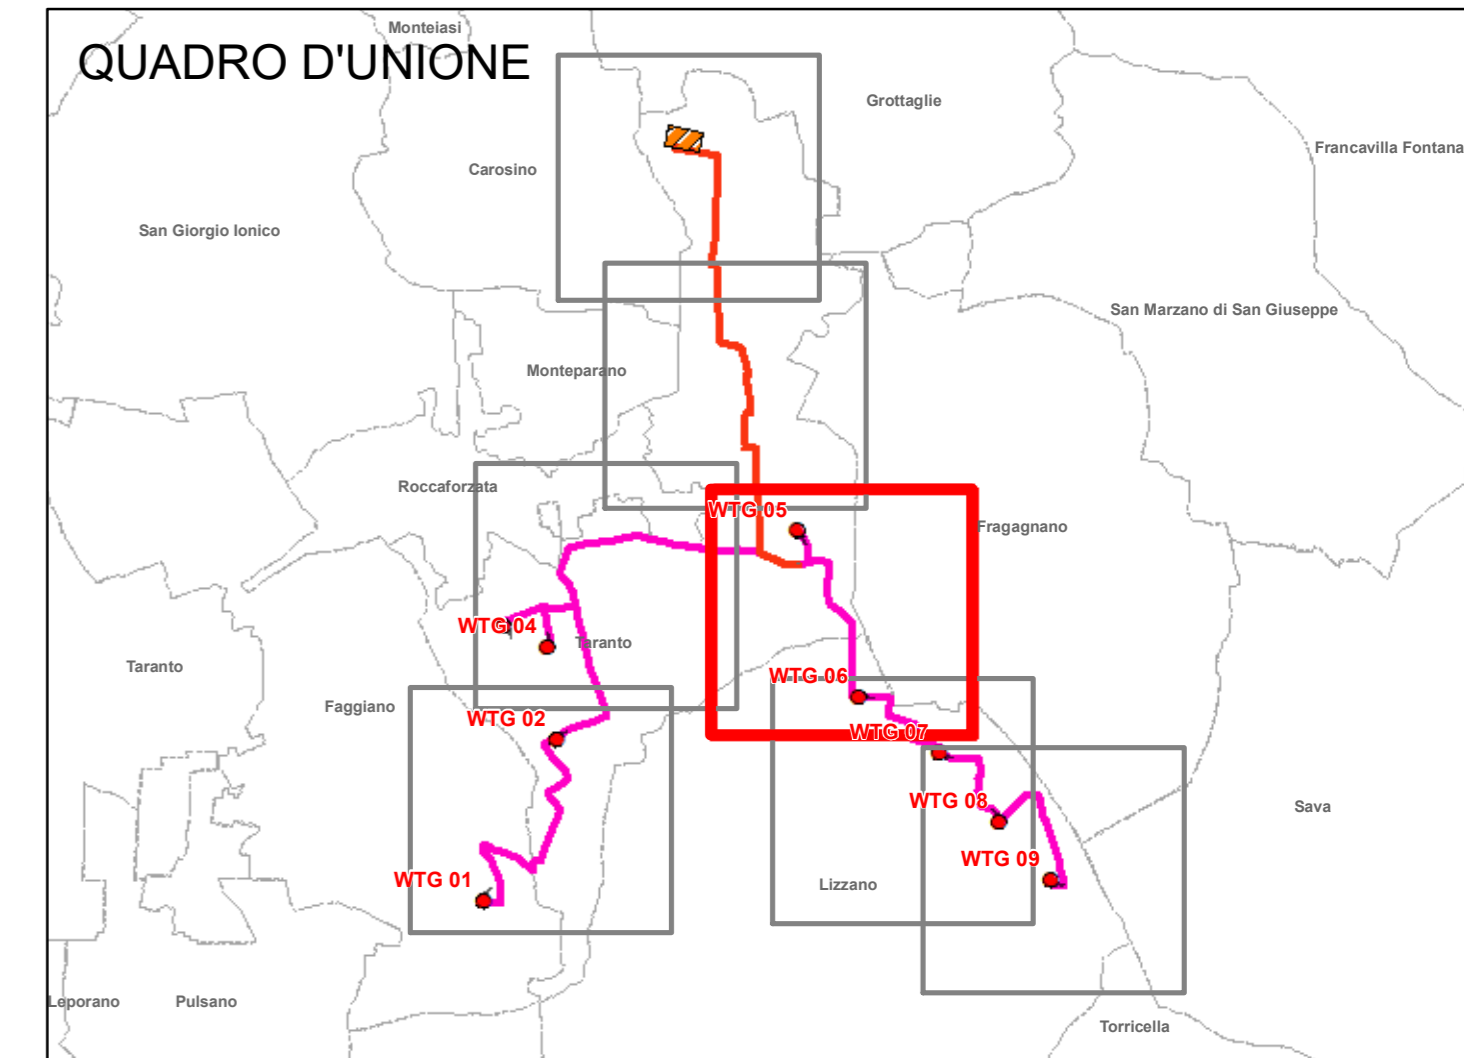 Monteiasi
QUADRO D'UNIONE
Grottaglie
Francavilla Fontana
Carosino
San Giorgio Ionico
San Marzano di San Giuseppe
Monteparano
Roccaforzata
WTG 05
Fragagnano
WTG 04
Taranto
Taranto
WTG 06
Faggiano
WTG 02
WTG 07
WTG 08
Sava
WTG 09
WTG 01
Lizzano
Leporano
Pulsano
Torricella